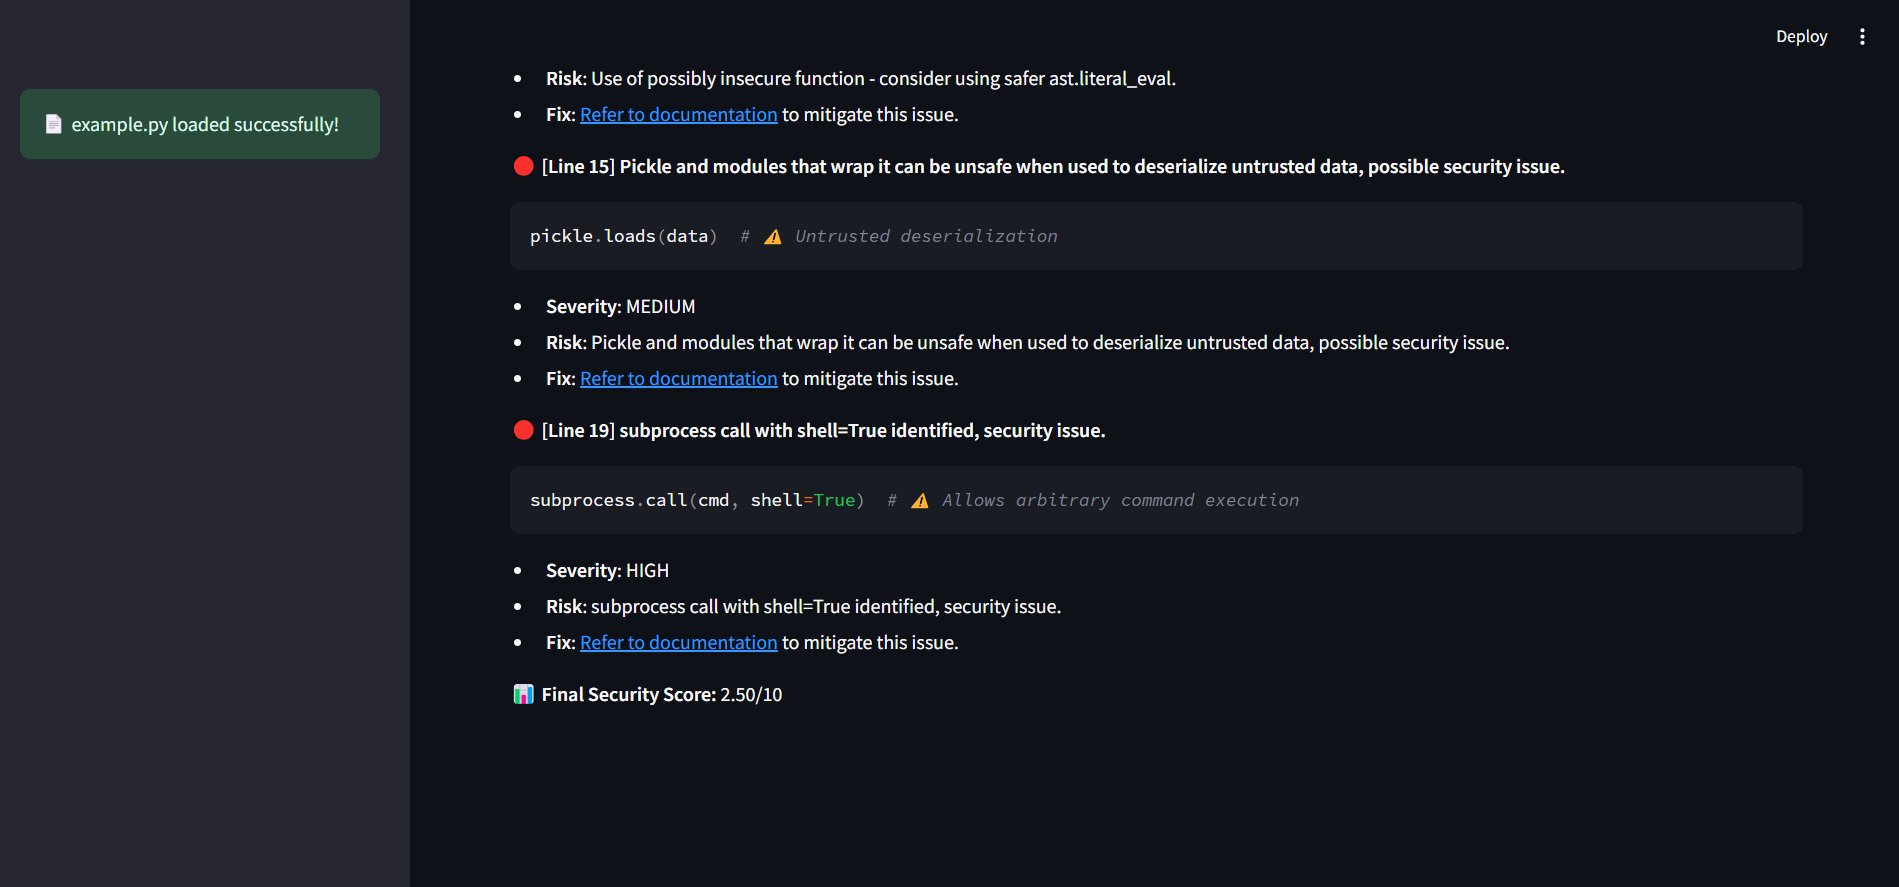 Deploy
📄 example.py loaded successfully!
• Risk: Use of possibly insecure function - consider using safer ast.literal_eval.
• Fix: Refer to documentation to mitigate this issue.
🔴 [Line 15] Pickle and modules that wrap it can be unsafe when used to deserialize untrusted data, possible security issue.
pickle.loads(data)  # ⚠️ Untrusted deserialization
• Severity: MEDIUM
• Risk: Pickle and modules that wrap it can be unsafe when used to deserialize untrusted data, possible security issue.
• Fix: Refer to documentation to mitigate this issue.
🔴 [Line 19] subprocess call with shell=True identified, security issue.
subprocess.call(cmd, shell=True)  # ⚠️ Allows arbitrary command execution
• Severity: HIGH
• Risk: subprocess call with shell=True identified, security issue.
• Fix: Refer to documentation to mitigate this issue.
📊 Final Security Score: 2.50/10